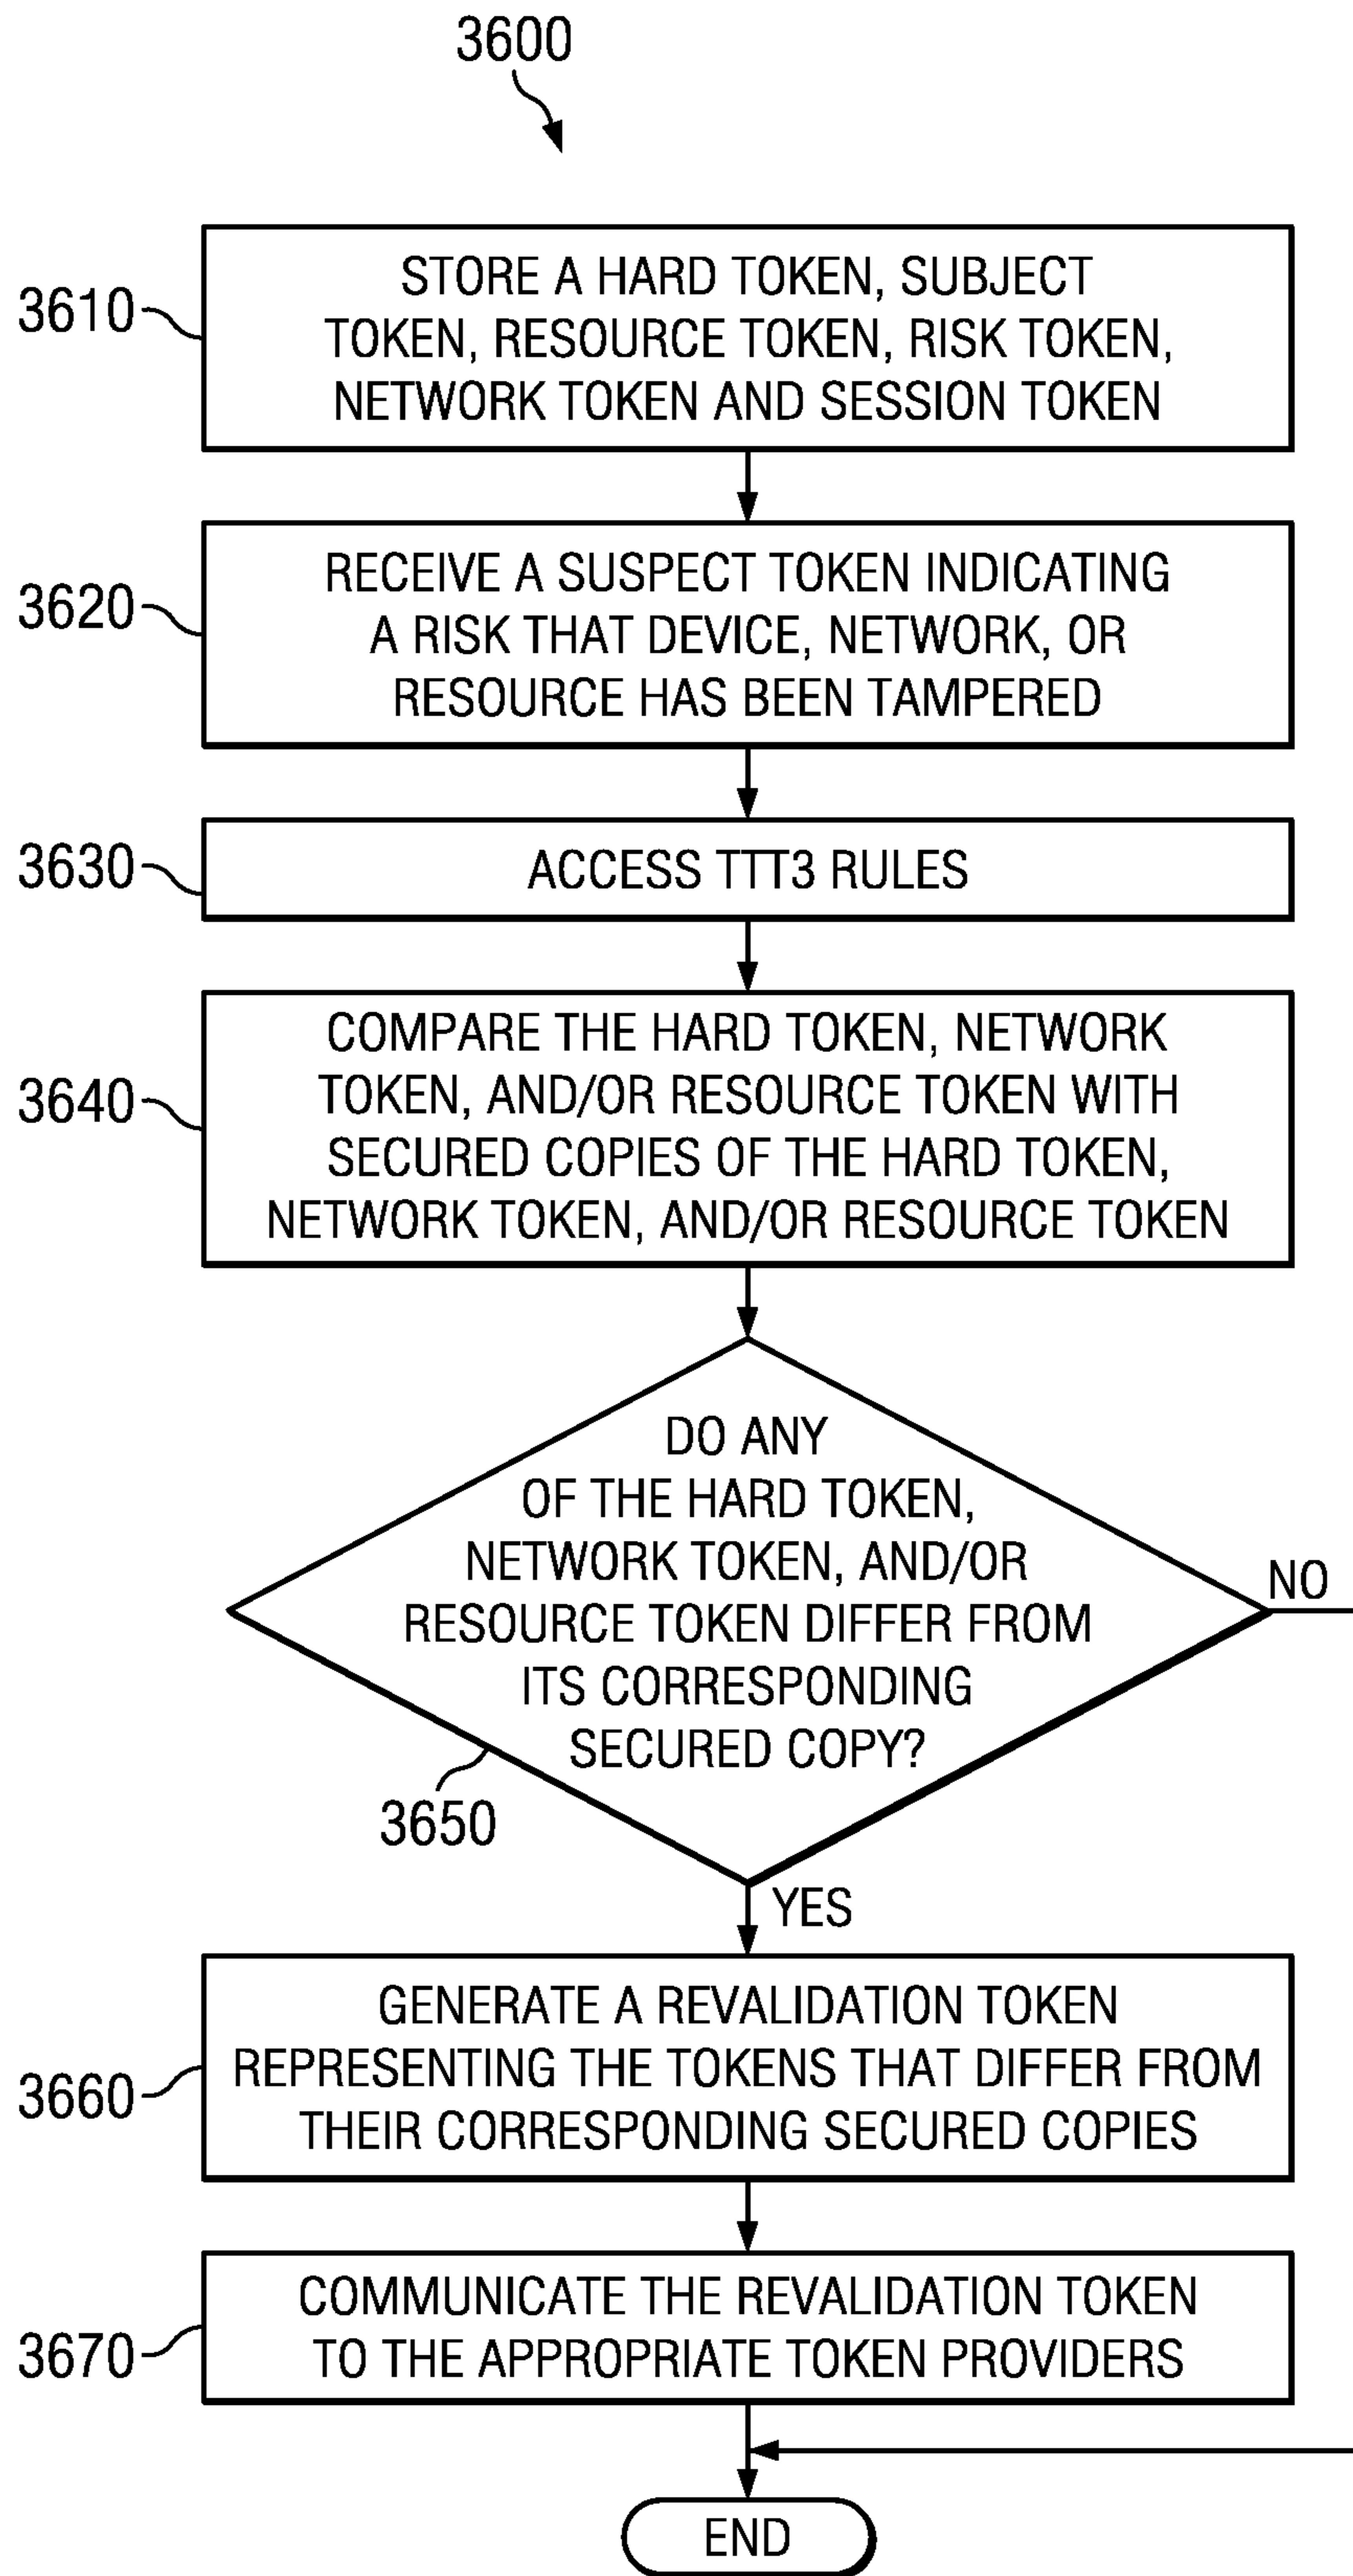 3600
3610
STORE A HARD TOKEN, SUBJECT
TOKEN, RESOURCE TOKEN, RISK TOKEN,
NETWORK TOKEN AND SESSION TOKEN
3620
RECEIVE A SUSPECT TOKEN INDICATING
A RISK THAT DEVICE, NETWORK, OR
RESOURCE HAS BEEN TAMPERED
3630
ACCESS TTT3 RULES
3640
COMPARE THE HARD TOKEN, NETWORK
TOKEN, AND/OR RESOURCE TOKEN WITH
SECURED COPIES OF THE HARD TOKEN,
NETWORK TOKEN, AND/OR RESOURCE TOKEN
DO ANY
OF THE HARD TOKEN,
NETWORK TOKEN, AND/OR
RESOURCE TOKEN DIFFER FROM
ITS CORRESPONDING
SECURED COPY?
NO
3650
YES
3660
GENERATE A REVALIDATION TOKEN
REPRESENTING THE TOKENS THAT DIFFER FROM
THEIR CORRESPONDING SECURED COPIES
3670
COMMUNICATE THE REVALIDATION TOKEN
TO THE APPROPRIATE TOKEN PROVIDERS
END